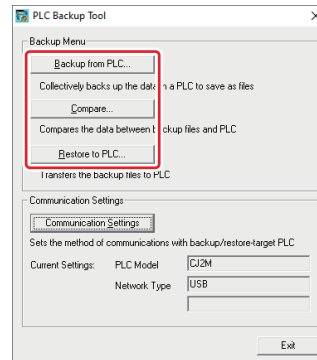 PLC Backup Tool
Backup Menu
Backup from PLC...
Collectively backs up the data in a PLC to save as files
Compare...
Compares the data between backup files and PLC
Restore to PLC...
Transfers the backup files to PLC
Communication Settings
Communication Settings
Sets the method of communications with backup/restore-target PLC
Current Settings: PLC Model CJ2M
Network Type USB
Exit